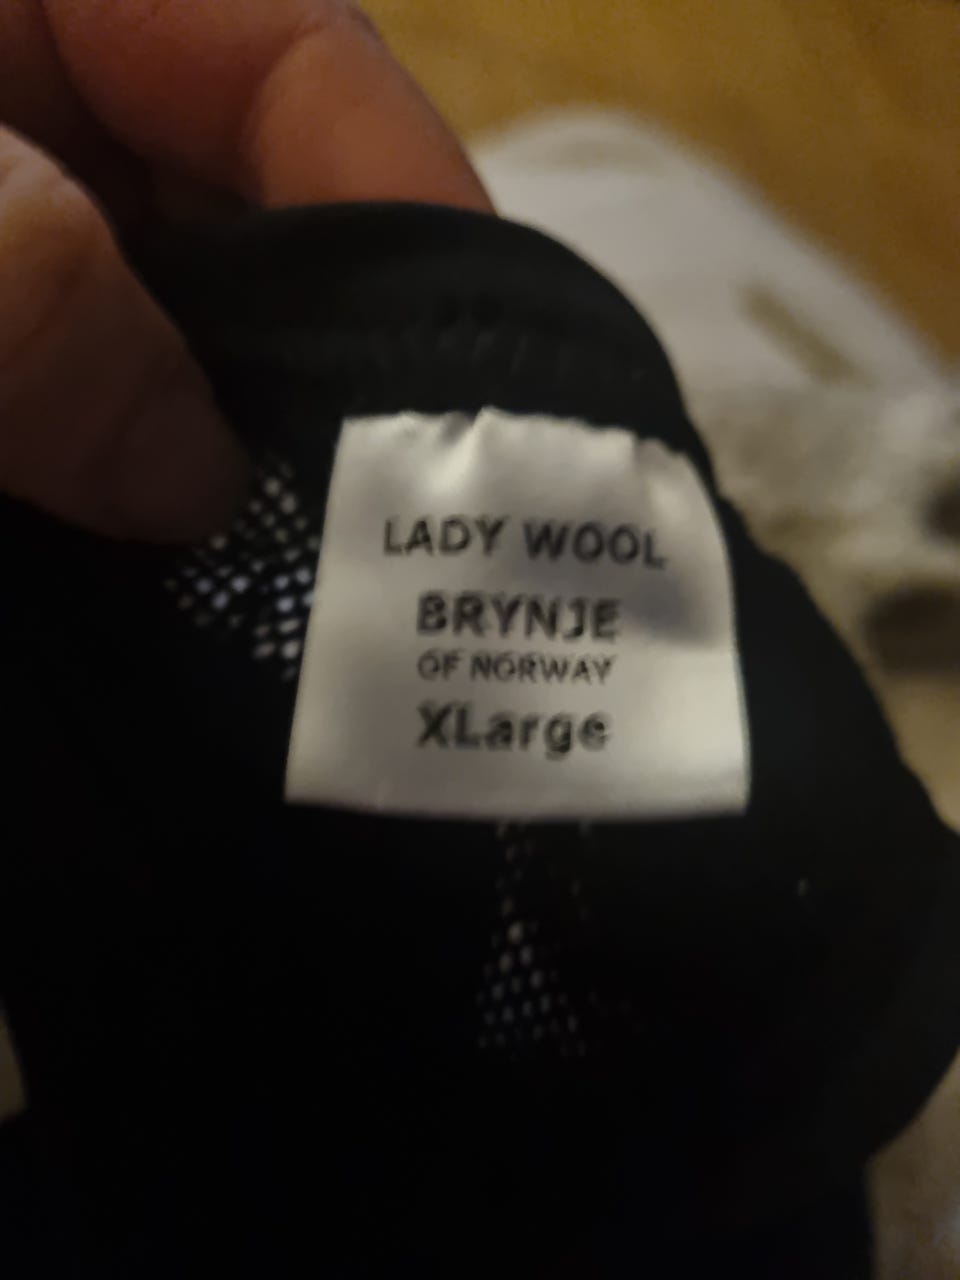 LADY WOOL
BRYNJE
OF NORWAY
XLarge